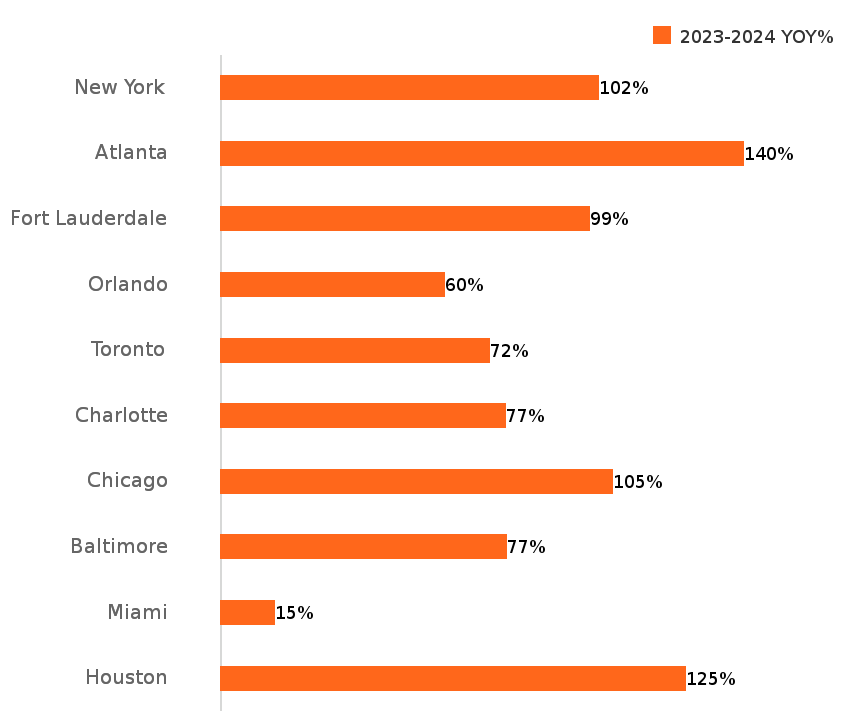 2023-2024 YOY%
New York 102%
Atlanta 140%
Fort Lauderdale 99%
Orlando 60%
Toronto 72%
Charlotte 77%
Chicago 105%
Baltimore 77%
Miami 15%
Houston 125%